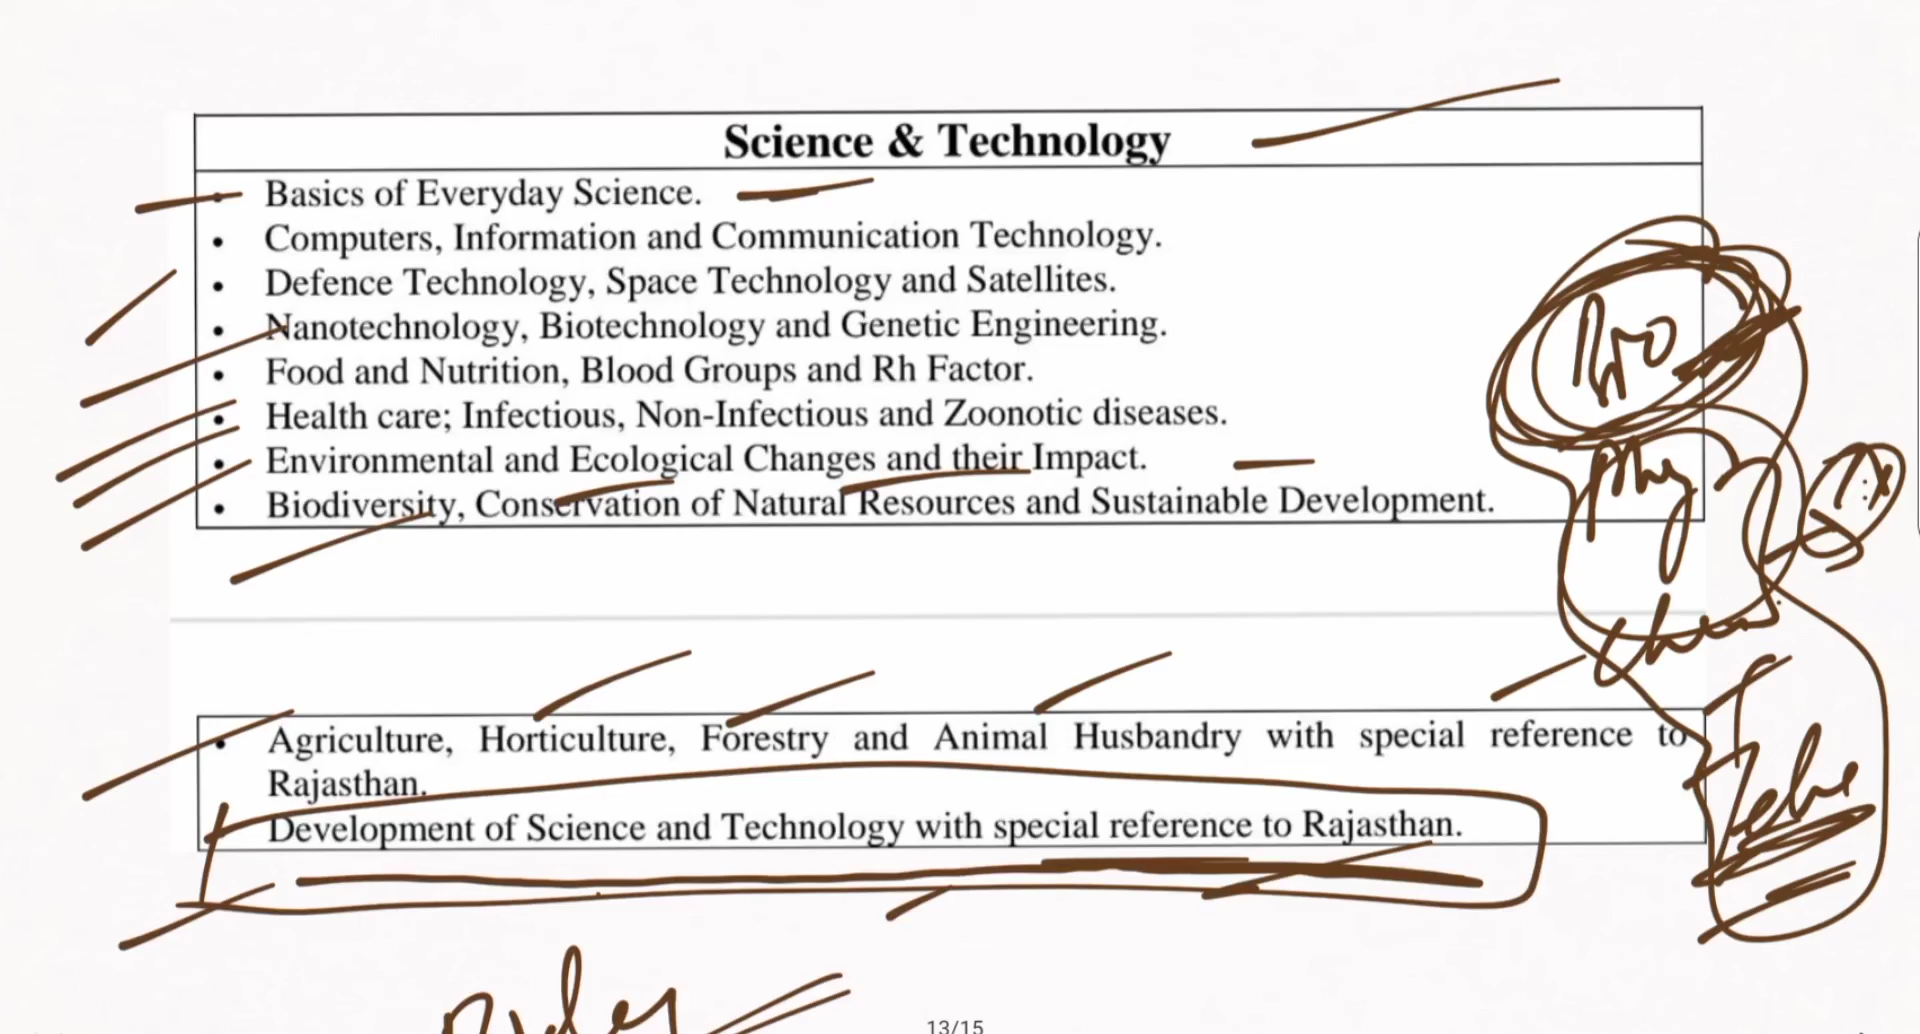 Science & Technology
• Basics of Everyday Science.
• Computers, Information and Communication Technology.
• Defence Technology, Space Technology and Satellites.
• Nanotechnology, Biotechnology and Genetic Engineering.
• Food and Nutrition, Blood Groups and Rh Factor.
• Health care; Infectious, Non-Infectious and Zoonotic diseases.
• Environmental and Ecological Changes and their Impact.
• Biodiversity, Conservation of Natural Resources and Sustainable Development.
Bio
Phy
• Agriculture, Horticulture, Forestry and Animal Husbandry with special reference to
Rajasthan.
Development of Science and Technology with special reference to Rajasthan.
13/15